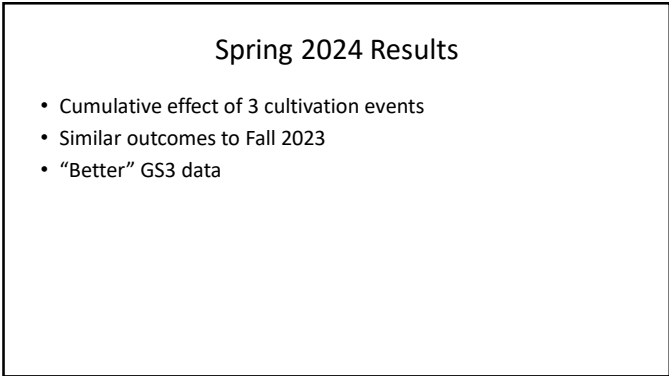 Spring 2024 Results
• Cumulative effect of 3 cultivation events
• Similar outcomes to Fall 2023
• “Better” GS3 data